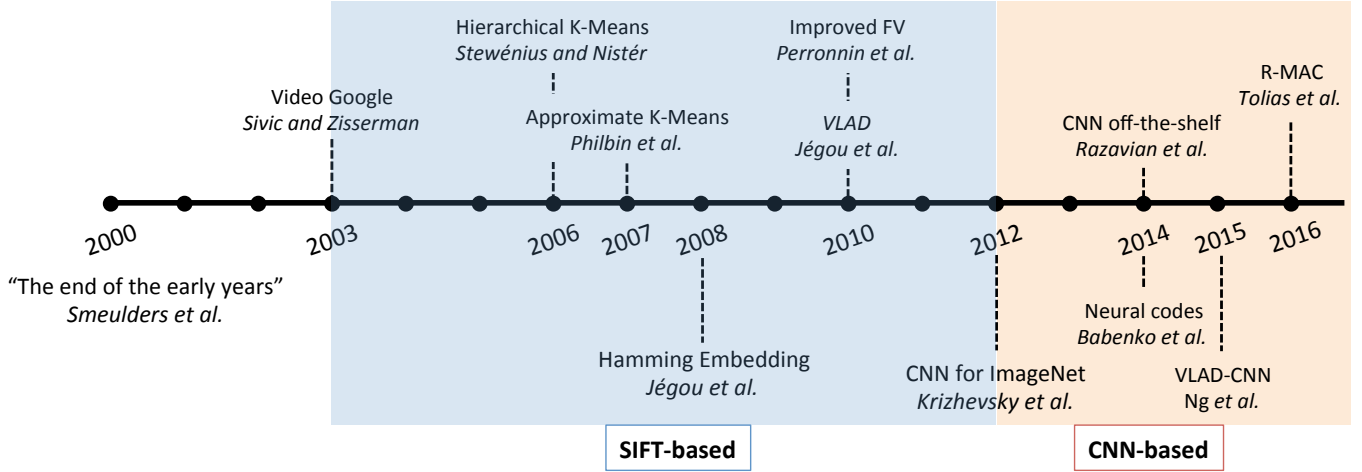 Hierarchical K-Means
Stewénius and Nistér
Improved FV
Perronnin et al.
R-MAC
Tolias et al.
Video Google
Sivic and Zisserman
Approximate K-Means
Philbin et al.
VLAD
Jégou et al.
CNN off-the-shelf
Razavian et al.
2000
2003
2006
2007
2008
2010
2012
2014
2015
2016
“The end of the early years”
Smeulders et al.
Hamming Embedding
Jégou et al.
CNN for ImageNet
Krizhevsky et al.
Neural codes
Babenko et al.
VLAD-CNN
Ng et al.
SIFT-based
CNN-based